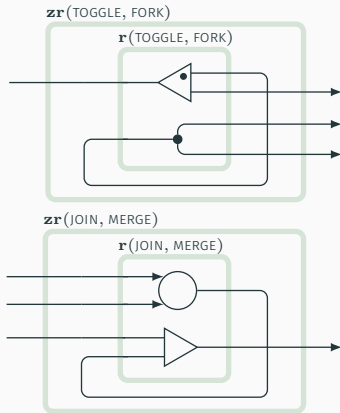 zr(TOGGLE, FORK)
r(TOGGLE, FORK)
zr(JOIN, MERGE)
r(JOIN, MERGE)